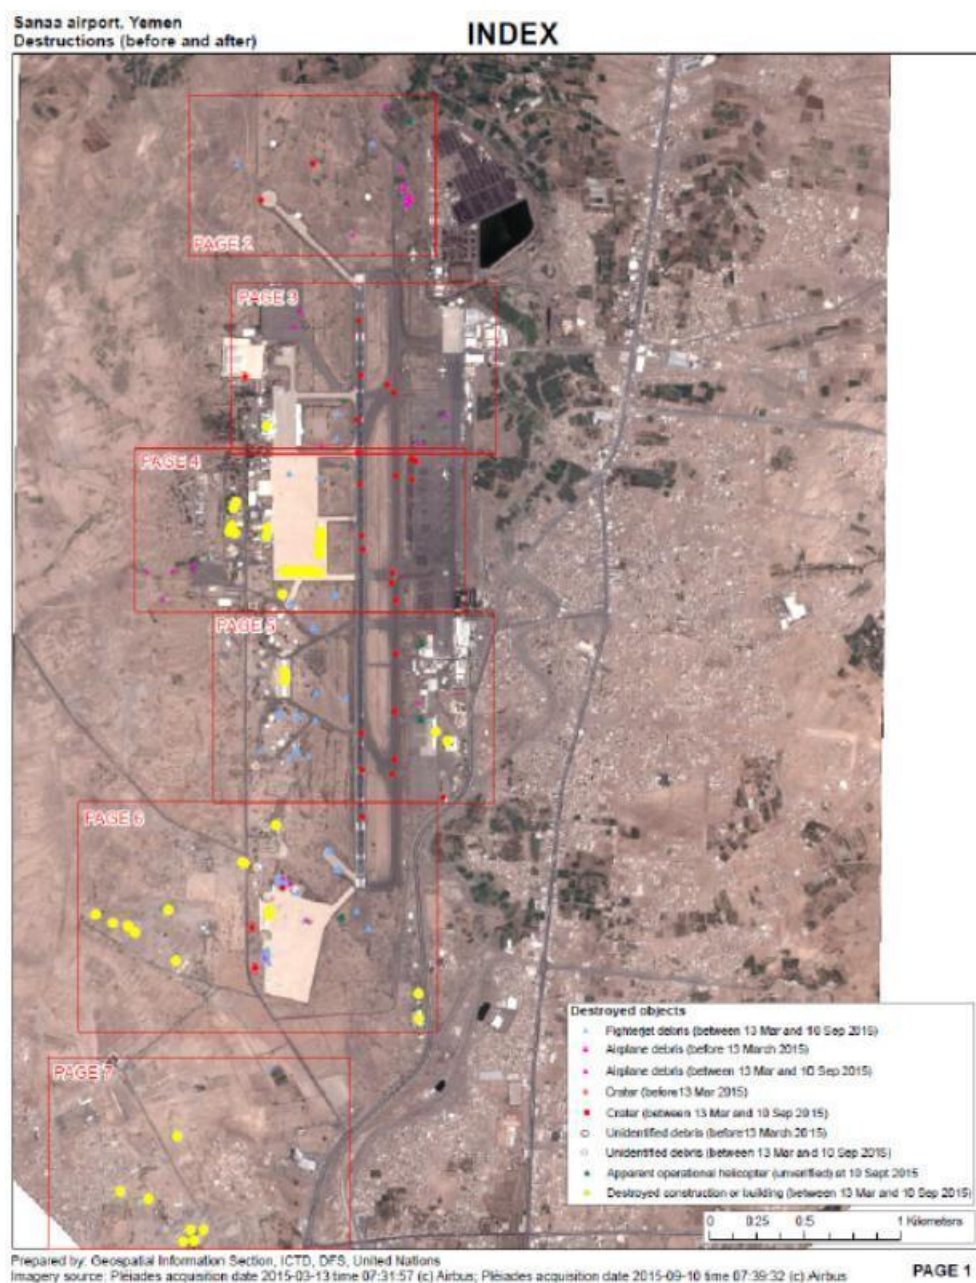 Sanaa airport, Yemen
Destructions (before and after)
INDEX
PAGE 2
PAGE 3
PAGE 4
PAGE 5
PAGE 6
PAGE 7
Destroyed objects
Fighterjet debris (between 13 Mar and 10 Sep 2015)
Airplane debris (before 13 March 2015)
Airplane debris (between 13 Mar and 10 Sep 2015)
Crater (before13 Mar 2015)
Crater (between 13 Mar and 10 Sep 2015)
Unidentified debris (before13 March 2015)
Unidentified debris (between 13 Mar and 10 Sep 2015)
Apparent operational helicopter (unverified) at 10 Sept 2015
Destroyed construction or building (between 13 Mar and 10 Sep 2015)
0 0.25 0.5 1 Kilometers
Prepared by: Geospatial Information Section, ICTD, DFS, United Nations
Imagery source: Pléiades acquisition date 2015-03-13 time 07:31:57 (c) Airbus; Pléiades acquisition date 2015-09-10 time 07:39:32 (c) Airbus
PAGE 1